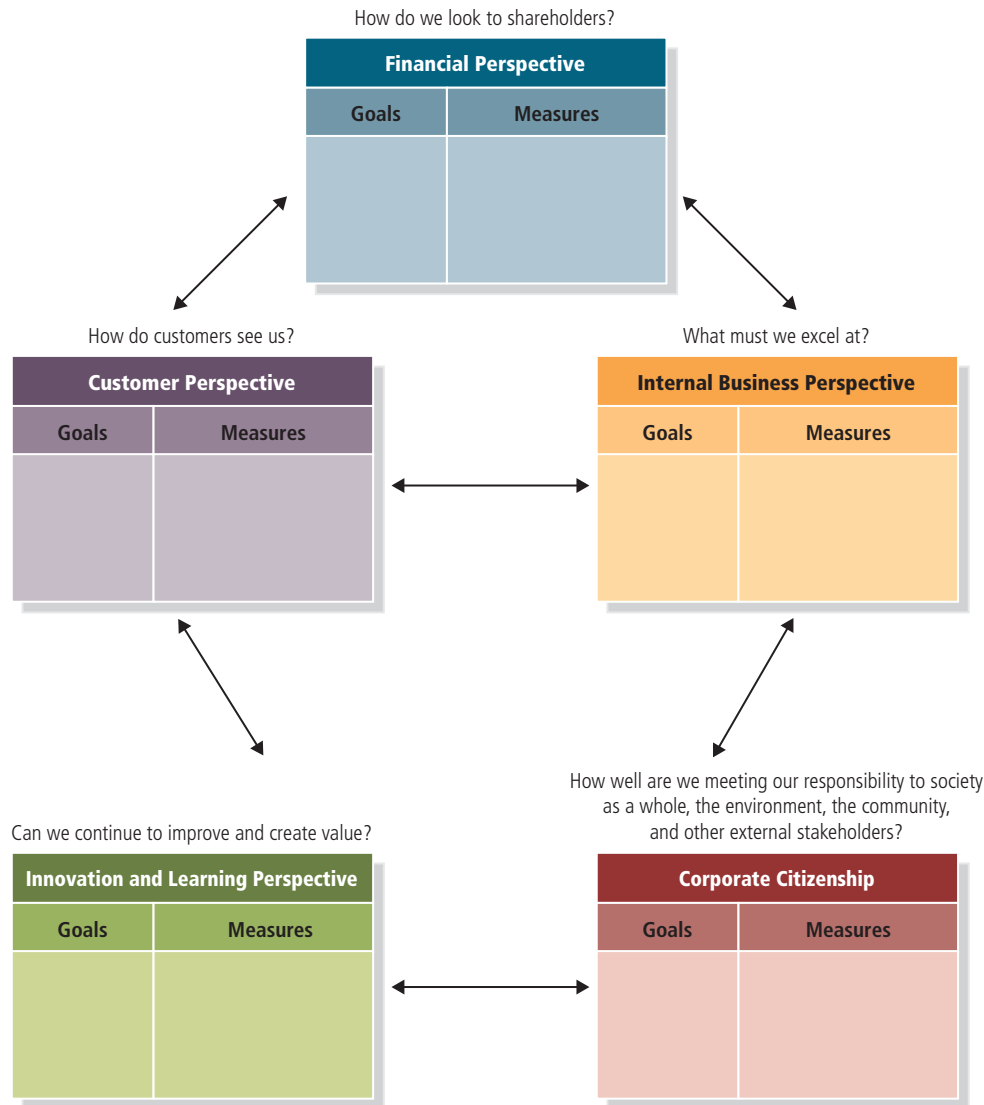 How do we look to shareholders?
Financial Perspective
Goals Measures
How do customers see us?
Customer Perspective
Goals Measures
What must we excel at?
Internal Business Perspective
Goals Measures
Can we continue to improve and create value?
Innovation and Learning Perspective
Goals Measures
How well are we meeting our responsibility to society
as a whole, the environment, the community,
and other external stakeholders?
Corporate Citizenship
Goals Measures